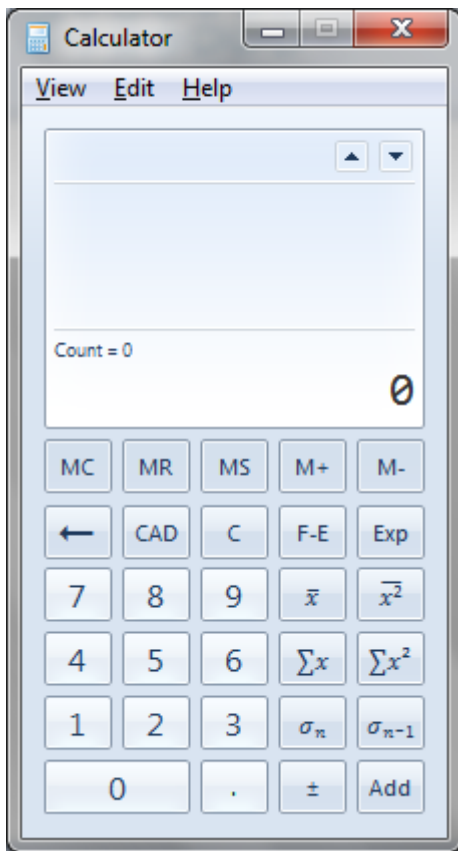 Calculator
View Edit Help
Count = 0
0
MC MR MS M+ M-
← CAD C F-E Exp
7 8 9 x̅ x̅²
4 5 6 ∑x ∑x²
1 2 3 σₙ σₙ₋₁
0 . ± Add